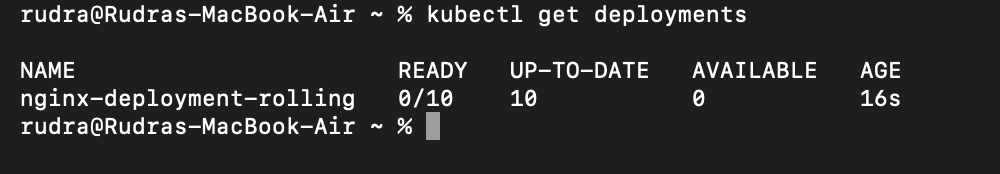 rudra@Rudras-MacBook-Air ~ % kubectl get deployments
NAME READY UP-TO-DATE AVAILABLE AGE
nginx-deployment-rolling 0/10 10 0 16s
rudra@Rudras-MacBook-Air ~ %